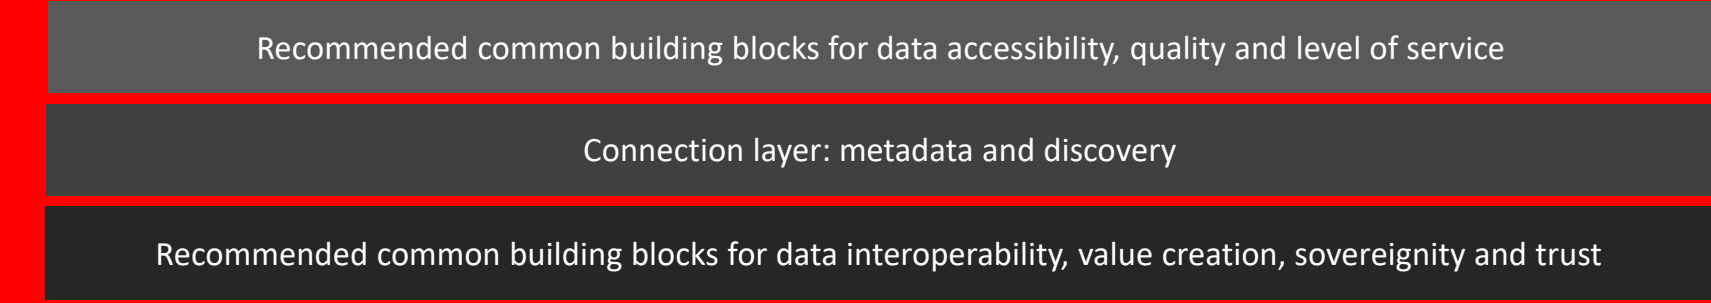 Recommended common building blocks for data accessibility, quality and level of service
Connection layer: metadata and discovery
Recommended common building blocks for data interoperability, value creation, sovereignty and trust